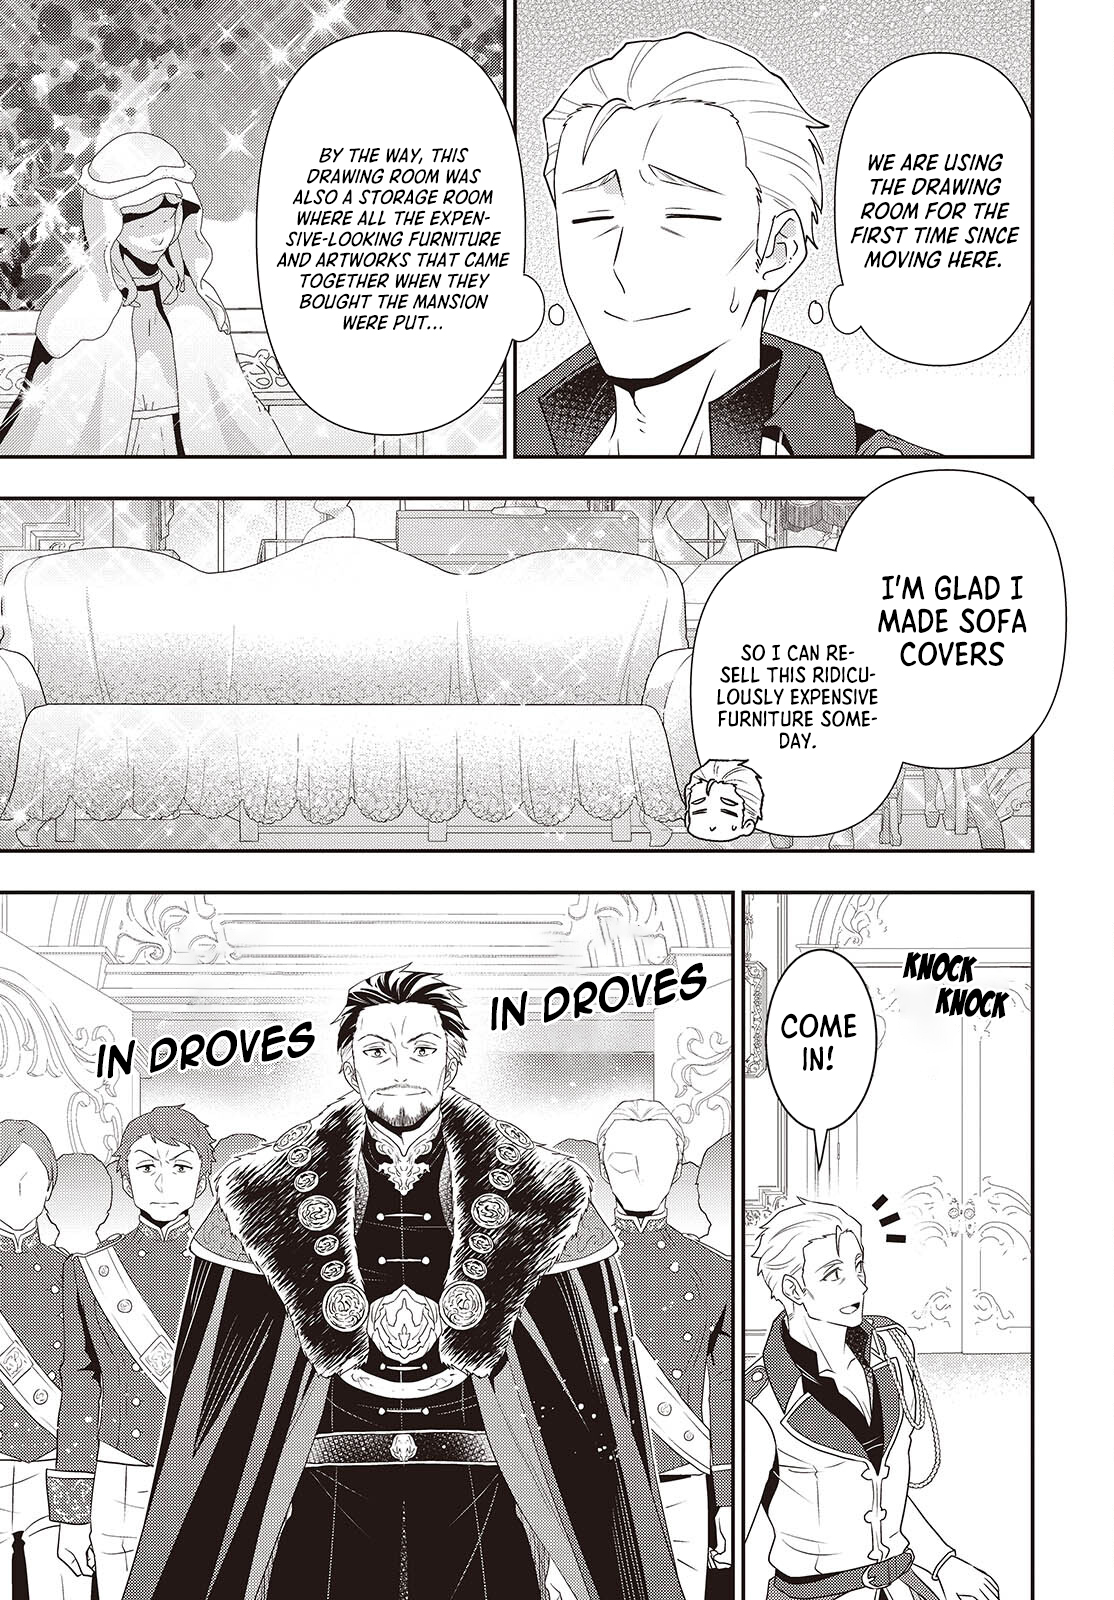 WE ARE USING
THE DRAWING
ROOM FOR THE
FIRST TIME SINCE
MOVING HERE.
BY THE WAY, THIS
DRAWING ROOM WAS
ALSO A STORAGE ROOM
WHERE ALL THE EXPEN-
SIVE-LOOKING FURNITURE
AND ARTWORKS THAT CAME
TOGETHER WHEN THEY
BOUGHT THE MANSION
WERE PUT...
I'M GLAD I
MADE SOFA
COVERS
SO I CAN RE-
SELL THIS RIDICU-
LOUSLY EXPENSIVE
FURNITURE SOME-
DAY.
KNOCK
KNOCK
COME
IN!
IN DROVES
IN DROVES